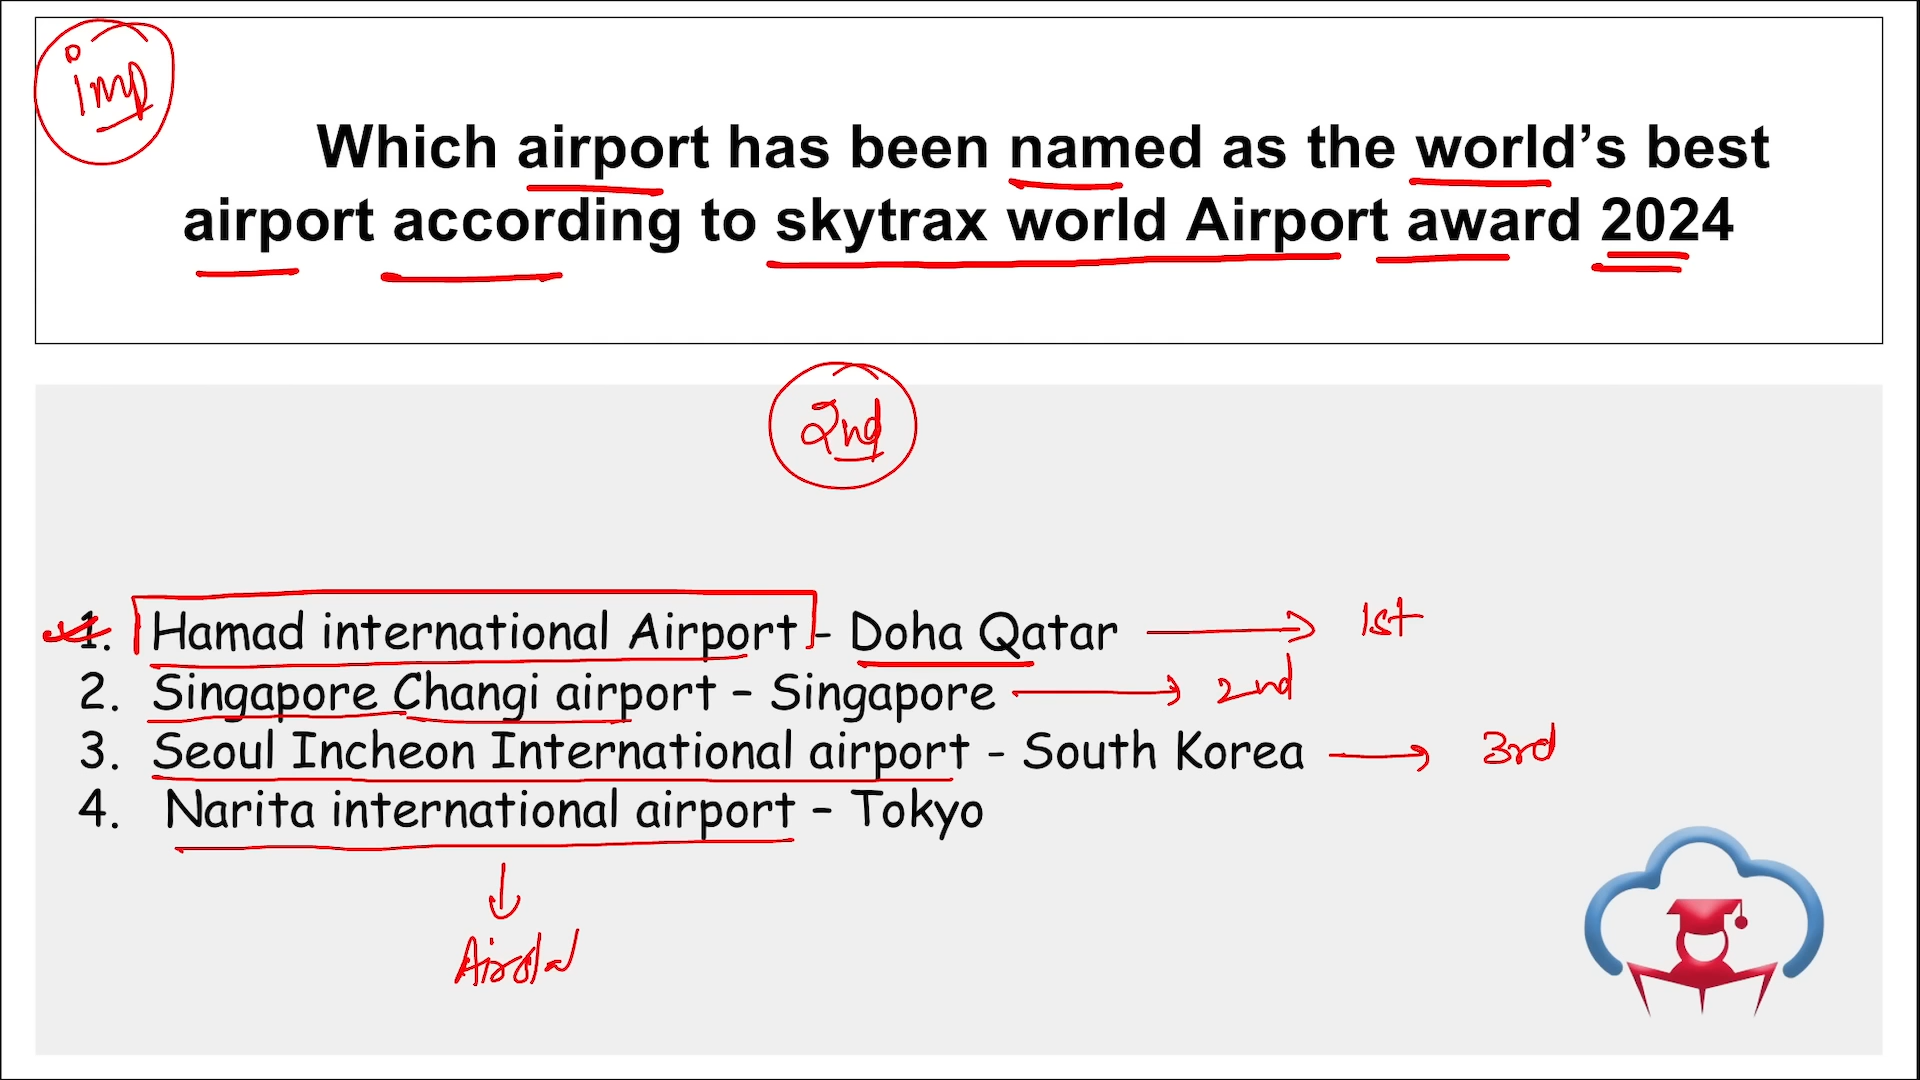 imp
Which airport has been named as the world’s best
airport according to skytrax world Airport award 2024
2nd
1. Hamad international Airport - Doha Qatar → 1st
2. Singapore Changi airport – Singapore → 2nd
3. Seoul Incheon International airport - South Korea → 3rd
4. Narita international airport – Tokyo